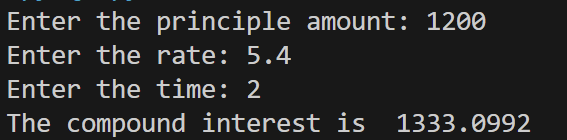 Enter the principle amount: 1200
Enter the rate: 5.4
Enter the time: 2
The compound interest is  1333.0992